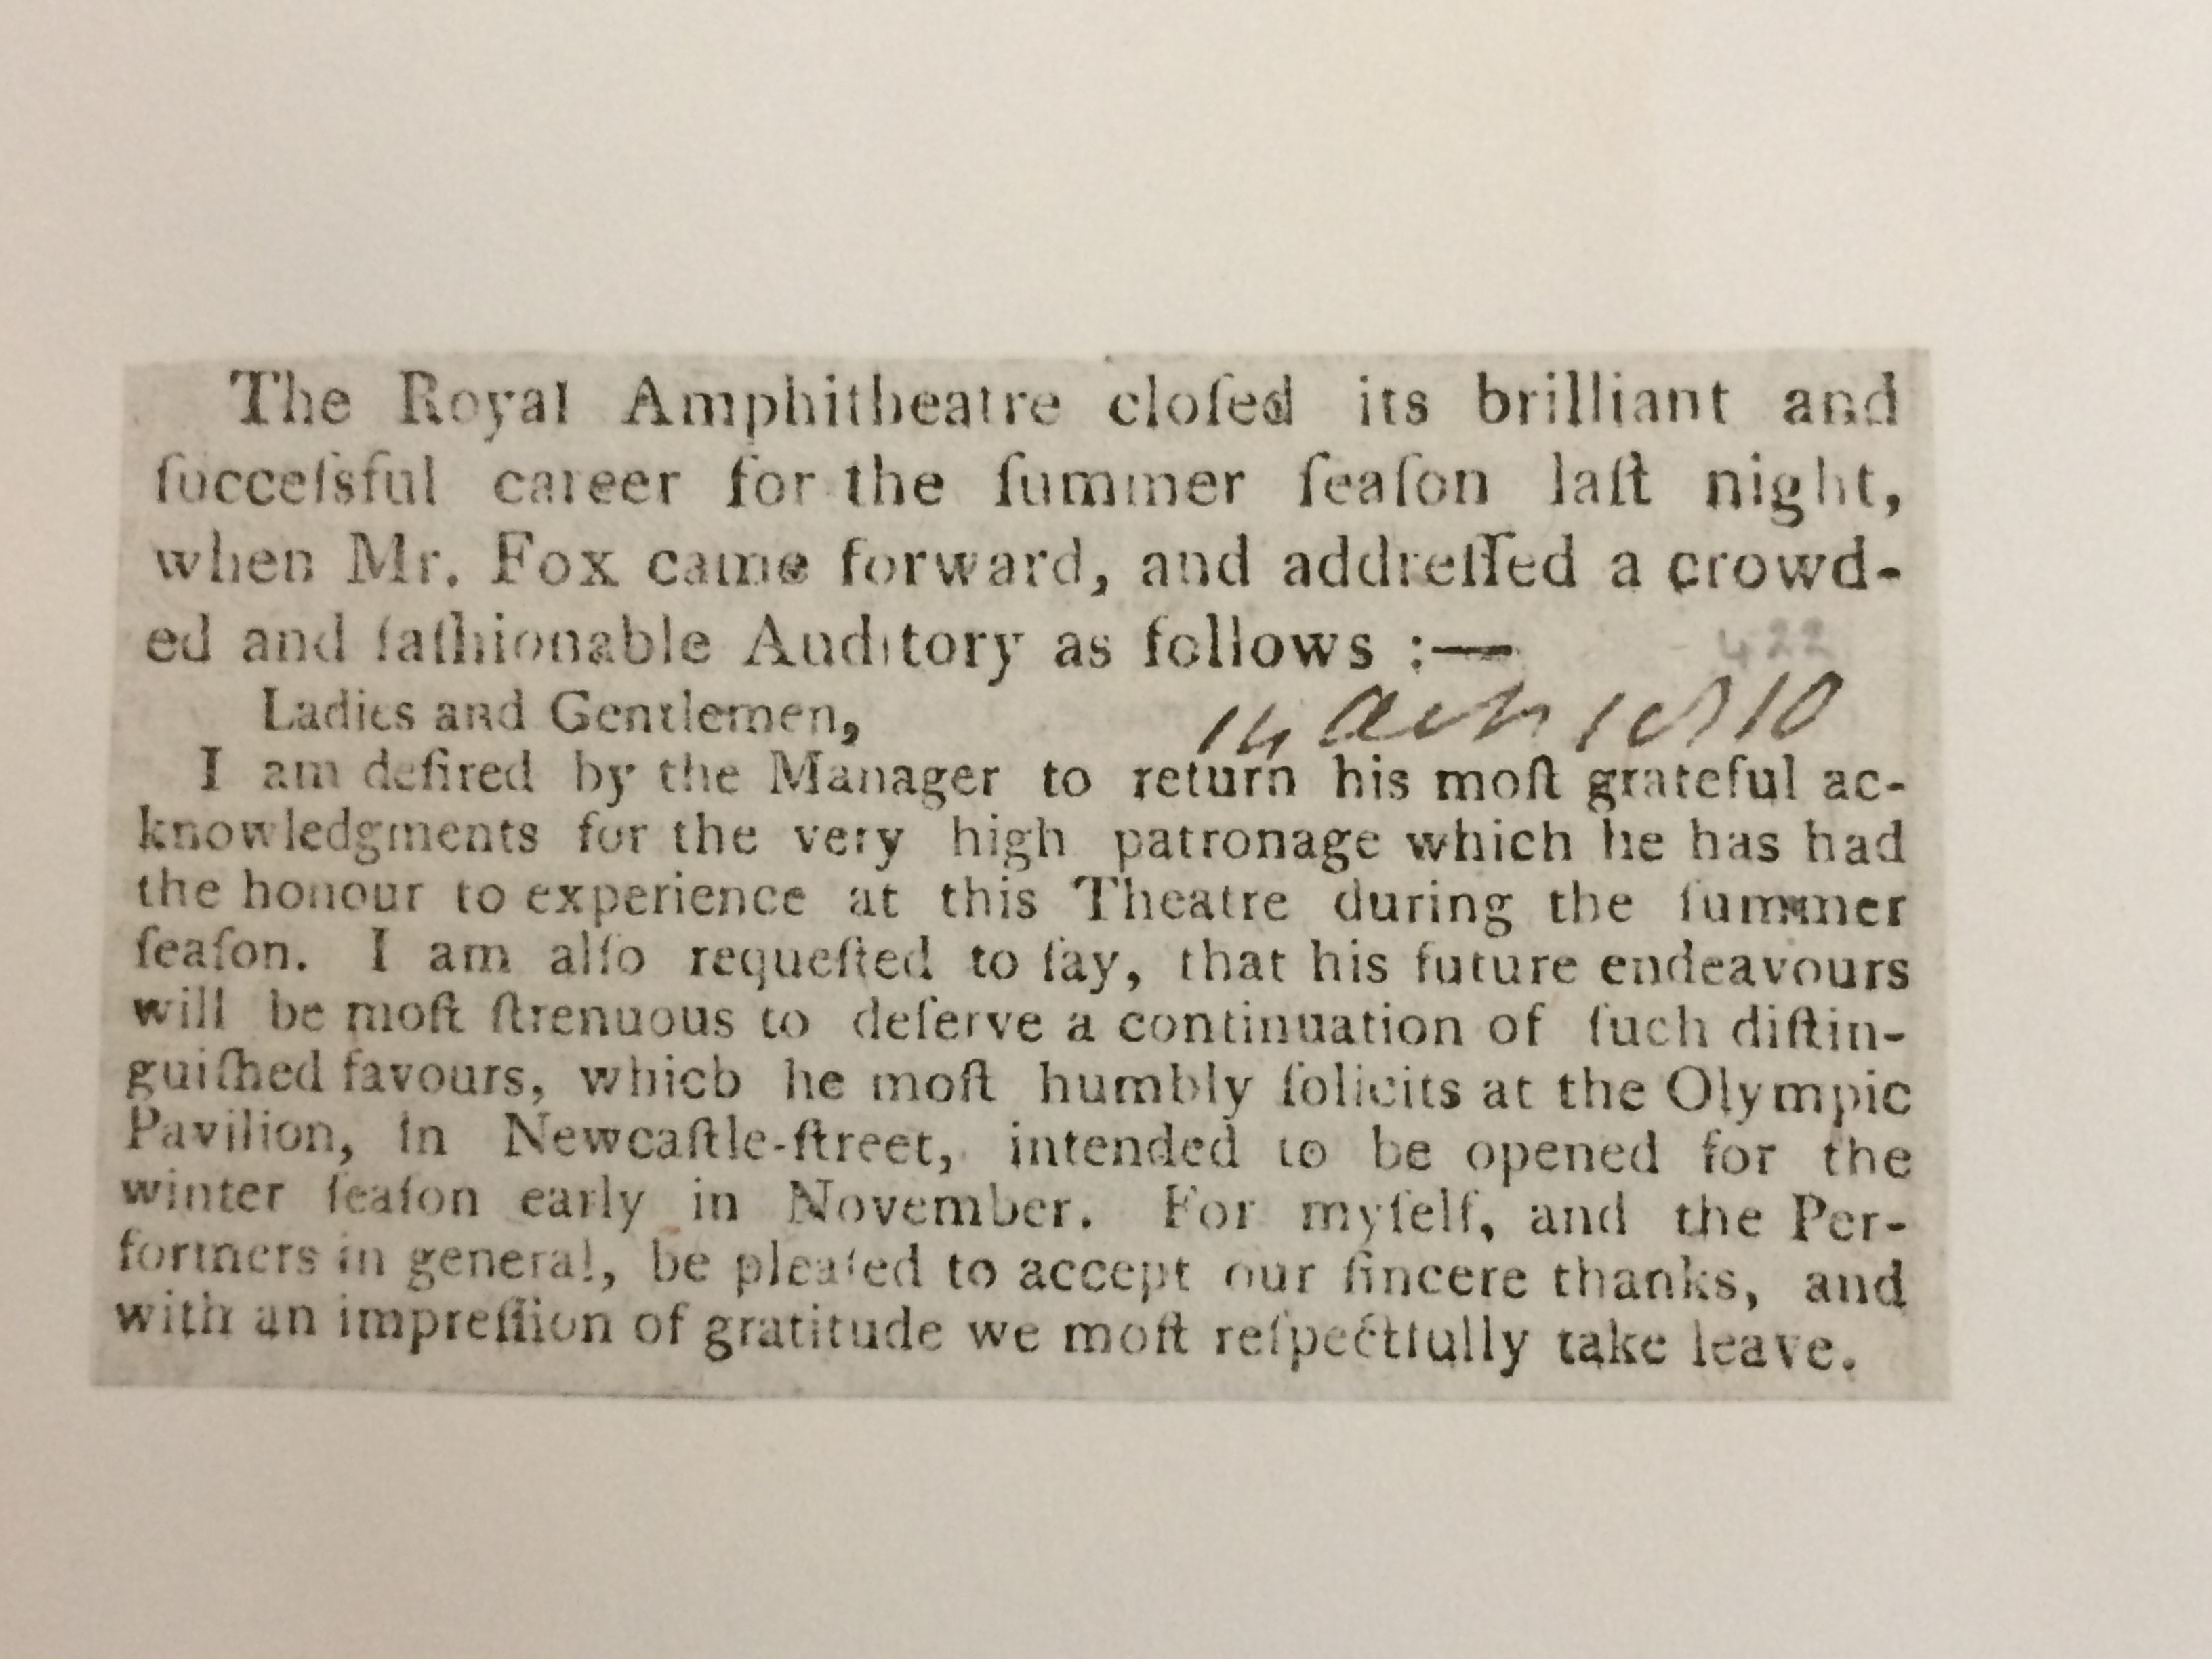 The Royal Amphitheatre cloſed its brilliant and
ſucceſsful career for the ſummer ſeaſon laſt night,
when Mr. Fox came forward, and addreſſed a crowd-
ed and faſhionable Auditory as follows :—
422
Ladies and Gentlemen,
14 1810
I am deſired by the Manager to return his moſt grateful ac-
knowledgments for the very high patronage which he has had
the honour to experience at this Theatre during the ſummer
ſeaſon. I am alſo requeſted to ſay, that his future endeavours
will be moſt ſtrenuous to deſerve a continuation of ſuch diſtin-
guiſhed favours, which he moſt humbly ſolicits at the Olympic
Pavilion, in Newcaſtle-ſtreet, intended to be opened for the
winter ſeaſon early in November. For myſelf, and the Per-
formers in general, be pleaſed to accept our ſincere thanks, and
with an impreſſion of gratitude we moſt reſpectfully take leave.